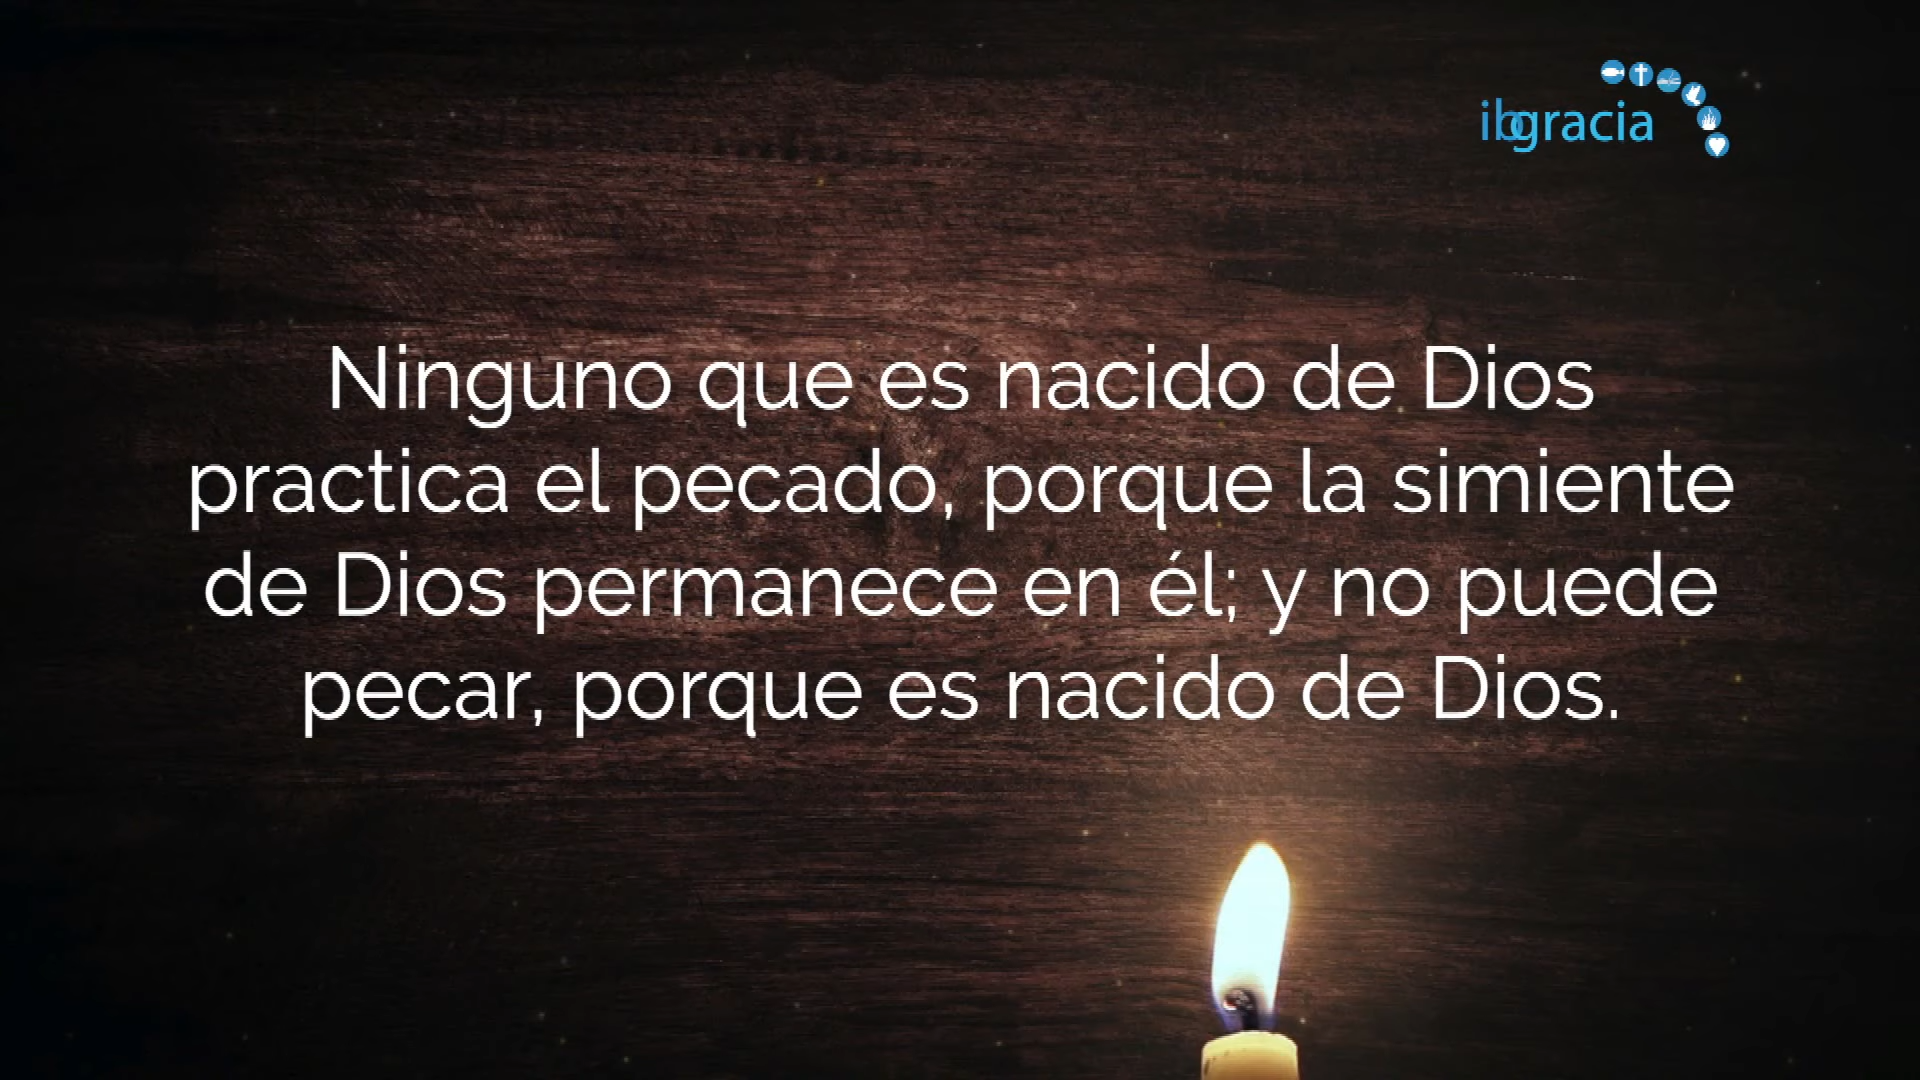 ibgracia
Ninguno que es nacido de Dios
practica el pecado, porque la simiente
de Dios permanece en él; y no puede
pecar, porque es nacido de Dios.